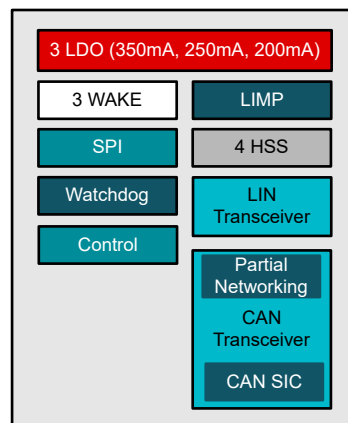 3 LDO (350mA, 250mA, 200mA)
3 WAKE
LIMP
SPI
4 HSS
Watchdog
LIN
Transceiver
Control
Partial
Networking
CAN
Transceiver
CAN SIC